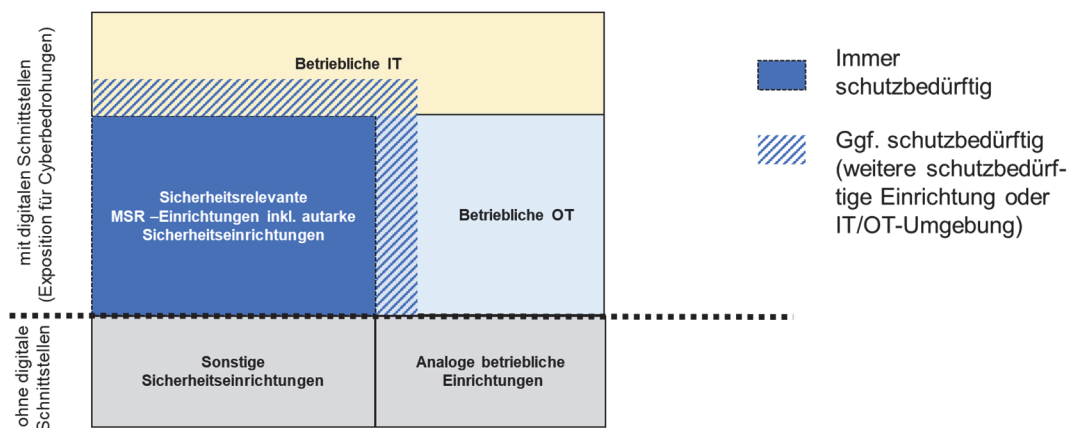 mit digitalen Schnittstellen
(Exposition für Cyberbedrohungen)
Betriebliche IT
Sicherheitsrelevante
MSR –Einrichtungen inkl. autarke
Sicherheitseinrichtungen
Betriebliche OT
ohne digitale
Schnittstellen
Sonstige
Sicherheitseinrichtungen
Analoge betriebliche
Einrichtungen
Immer
schutzbedürftig
Ggf. schutzbedürftig
(weitere schutzbedürf-
tige Einrichtung oder
IT/OT-Umgebung)